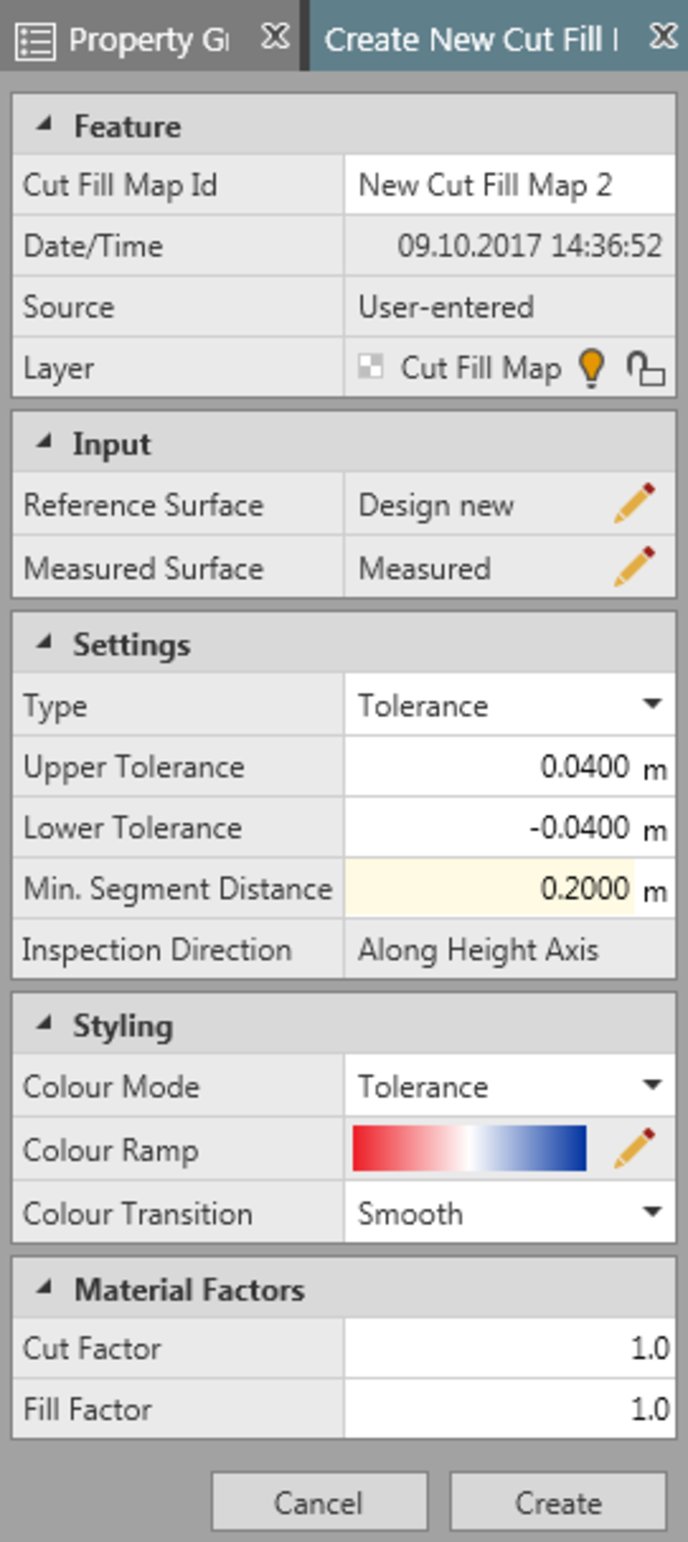 Property G
Create New Cut Fill
Feature
Cut Fill Map Id New Cut Fill Map 2
Date/Time 09.10.2017 14:36:52
Source User-entered
Layer Cut Fill Map
Input
Reference Surface Design new
Measured Surface Measured
Settings
Type Tolerance
Upper Tolerance 0.0400 m
Lower Tolerance -0.0400 m
Min. Segment Distance 0.2000 m
Inspection Direction Along Height Axis
Styling
Colour Mode Tolerance
Colour Ramp
Colour Transition Smooth
Material Factors
Cut Factor 1.0
Fill Factor 1.0
Cancel Create